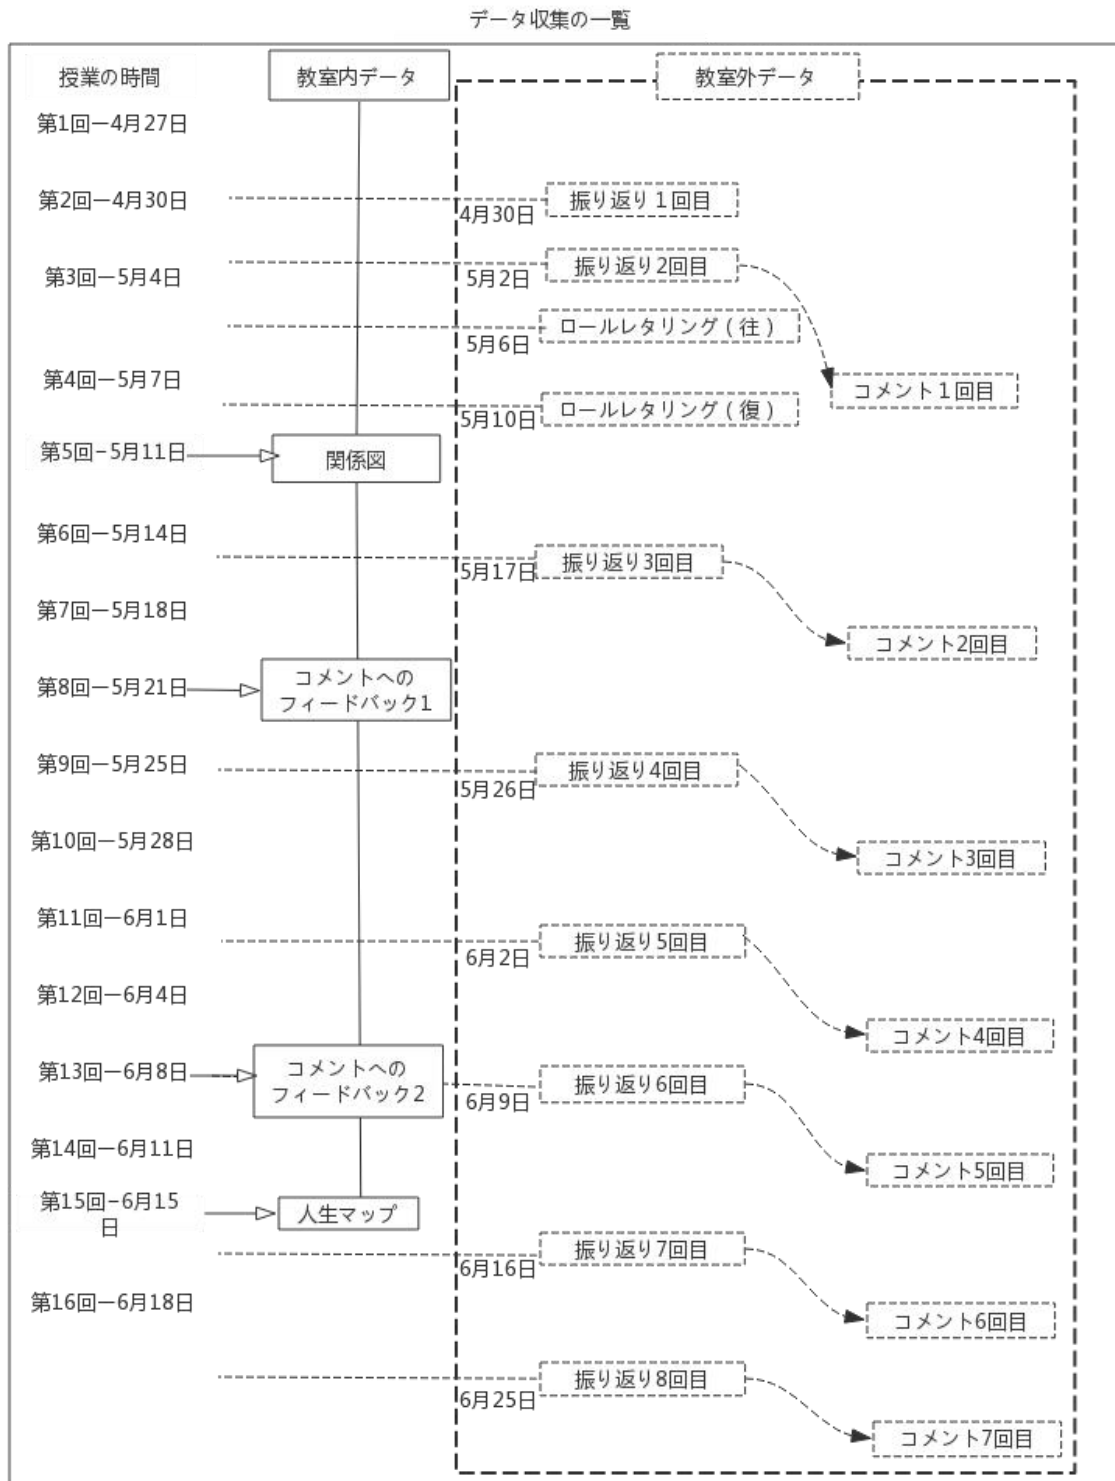 データ収集の一覧
授業の時間
教室内データ
教室外データ
第1回ー4月27日
第2回ー4月30日
4月30日
振り返り１回目
第3回ー5月4日
5月2日
振り返り2回目
5月6日
ロールレタリング（往）
第4回ー5月7日
コメント１回目
5月10日
ロールレタリング（復）
第5回−5月11日
関係図
第6回ー5月14日
5月17日
振り返り3回目
第7回ー5月18日
コメント2回目
第8回ー5月21日
コメントへの
フィードバック1
第9回ー5月25日
5月26日
振り返り4回目
第10回ー5月28日
コメント3回目
第11回ー6月1日
6月2日
振り返り5回目
第12回ー6月4日
コメント4回目
第13回ー6月8日
コメントへの
フィードバック2
6月9日
振り返り6回目
第14回ー6月11日
コメント5回目
第15回−6月15
日
人生マップ
6月16日
振り返り7回目
第16回ー6月18日
コメント6回目
6月25日
振り返り8回目
コメント7回目